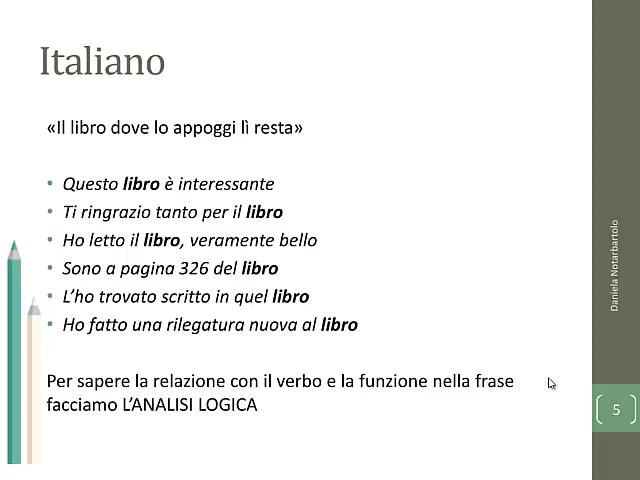 Italiano
«Il libro dove lo appoggi lì resta»
• Questo libro è interessante
• Ti ringrazio tanto per il libro
• Ho letto il libro, veramente bello
• Sono a pagina 326 del libro
• L’ho trovato scritto in quel libro
• Ho fatto una rilegatura nuova al libro
Per sapere la relazione con il verbo e la funzione nella frase
facciamo L’ANALISI LOGICA
Daniela Notarbartolo
5